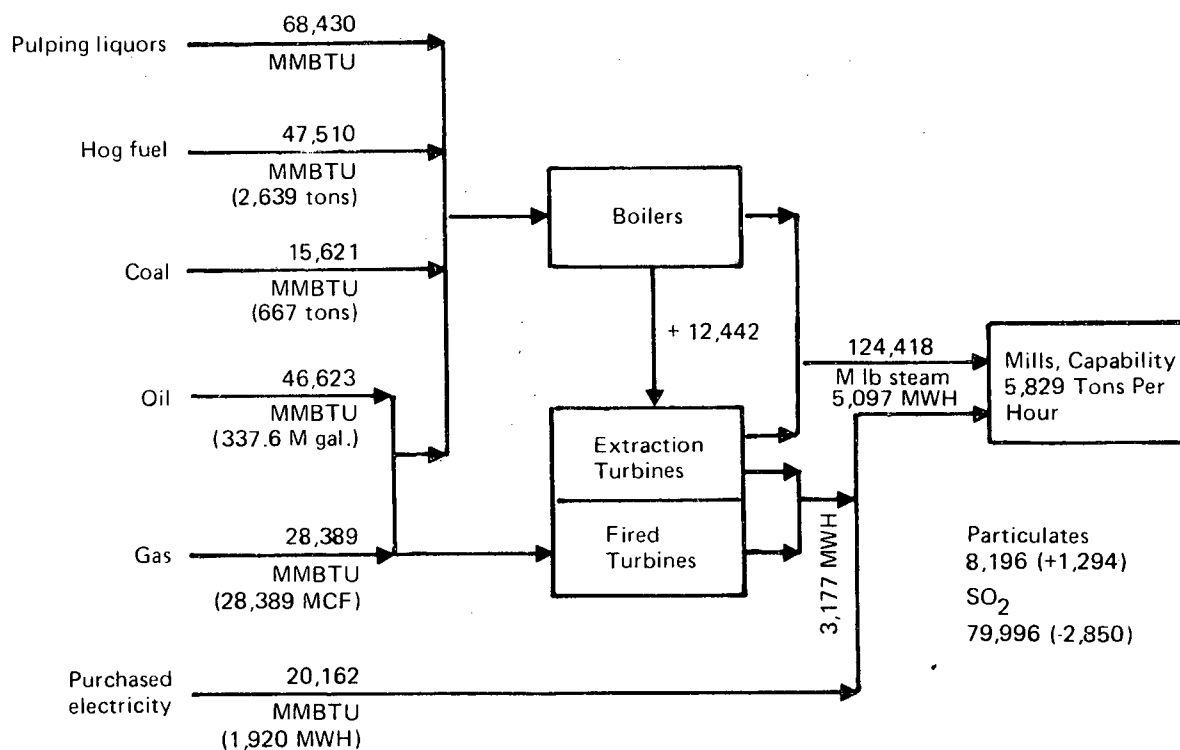 Pulping liquors
68,430
MMBTU
Hog fuel
47,510
MMBTU
(2,639 tons)
Coal
15,621
MMBTU
(667 tons)
Oil
46,623
MMBTU
(337.6 M gal.)
Gas
28,389
MMBTU
(28,389 MCF)
Purchased
electricity
20,162
MMBTU
(1,920 MWH)
Boilers
+ 12,442
Extraction
Turbines
Fired
Turbines
3,177 MWH
124,418
M lb steam
5,097 MWH
Mills, Capability
5,829 Tons Per
Hour
Particulates
8,196 (+1,294)
SO2
79,996 (-2,850)